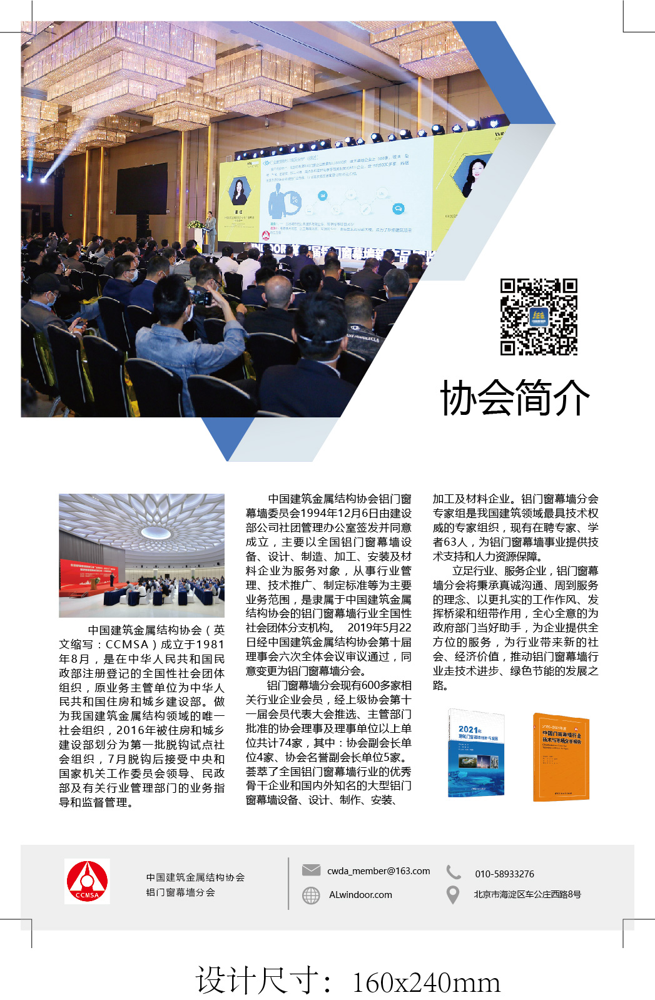 协会简介
中国建筑金属结构协会（英
文缩写：CCMSA）成立于1981
年8月，是在中华人民共和国民
政部注册登记的全国性社会团体
组织，原业务主管单位为中华人
民共和国住房和城乡建设部。做
为我国建筑金属结构领域的唯一
社会组织，2016年被住房和城乡
建设部划分为第一批脱钩试点社
会组织，7月脱钩后接受中央和
国家机关工作委员会领导、民政
部及有关行业管理部门的业务指
导和监督管理。
中国建筑金属结构协会铝门窗
幕墙委员会1994年12月6日由建设
部公司社团管理办公室签发并同意
成立，主要以全国铝门窗幕墙设
备、设计、制造、加工、安装及材
料企业为服务对象，从事行业管
理、技术推广、制定标准等为主要
业务范围，是隶属于中国建筑金属
结构协会的铝门窗幕墙行业全国性
社会团体分支机构。 2019年5月22
日经中国建筑金属结构协会第十届
理事会六次全体会议审议通过，同
意变更为铝门窗幕墙分会。
铝门窗幕墙分会现有600多家相
关行业企业会员，经上级协会第十
一届会员代表大会推选、主管部门
批准的协会理事及理事单位以上单
位共计74家，其中：协会副会长单
位4家、协会名誉副会长单位5家。
荟萃了全国铝门窗幕墙行业的优秀
骨干企业和国内外知名的大型铝门
窗幕墙设备、设计、制作、安装、
加工及材料企业。铝门窗幕墙分会
专家组是我国建筑领域最具技术权
威的专家组织，现有在聘专家、学
者63人，为铝门窗幕墙事业提供技
术支持和人力资源保障。
立足行业、服务企业，铝门窗幕
墙分会将秉承真诚沟通、周到服务
的理念、以更扎实的工作作风、发
挥桥梁和纽带作用，全心全意的为
政府部门当好助手，为企业提供全
方位的服务，为行业带来新的社
会、经济价值，推动铝门窗幕墙行
业走技术进步、绿色节能的发展之
路。
2021年
中国门窗幕墙行业
技术与市场分析报告
CCMSA
中国建筑金属结构协会
铝门窗幕墙分会
cwda_member@163.com
ALwindoor.com
010-58933276
北京市海淀区车公庄西路8号
设计尺寸：160x240mm